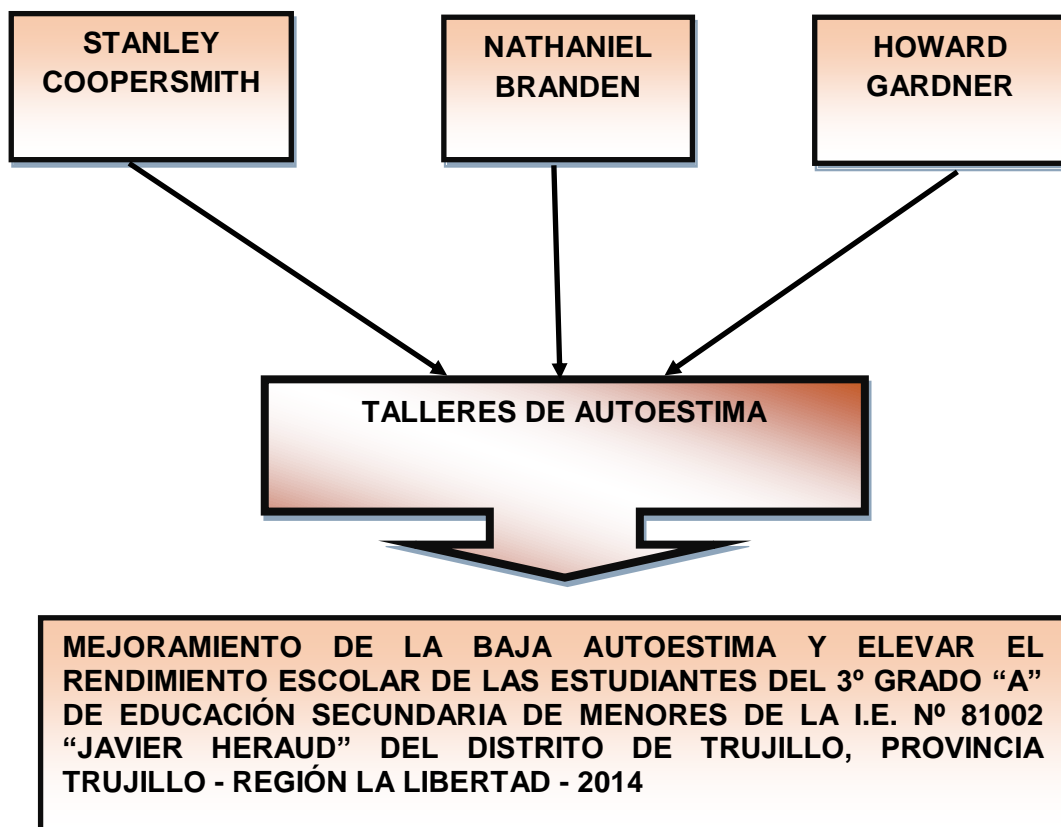 STANLEY
COOPERSMITH
NATHANIEL
BRANDEN
HOWARD
GARDNER
TALLERES DE AUTOESTIMA
MEJORAMIENTO DE LA BAJA AUTOESTIMA Y ELEVAR EL
RENDIMIENTO ESCOLAR DE LAS ESTUDIANTES DEL 3º GRADO “A”
DE EDUCACIÓN SECUNDARIA DE MENORES DE LA I.E. Nº 81002
“JAVIER HERAUD” DEL DISTRITO DE TRUJILLO, PROVINCIA
TRUJILLO - REGIÓN LA LIBERTAD - 2014